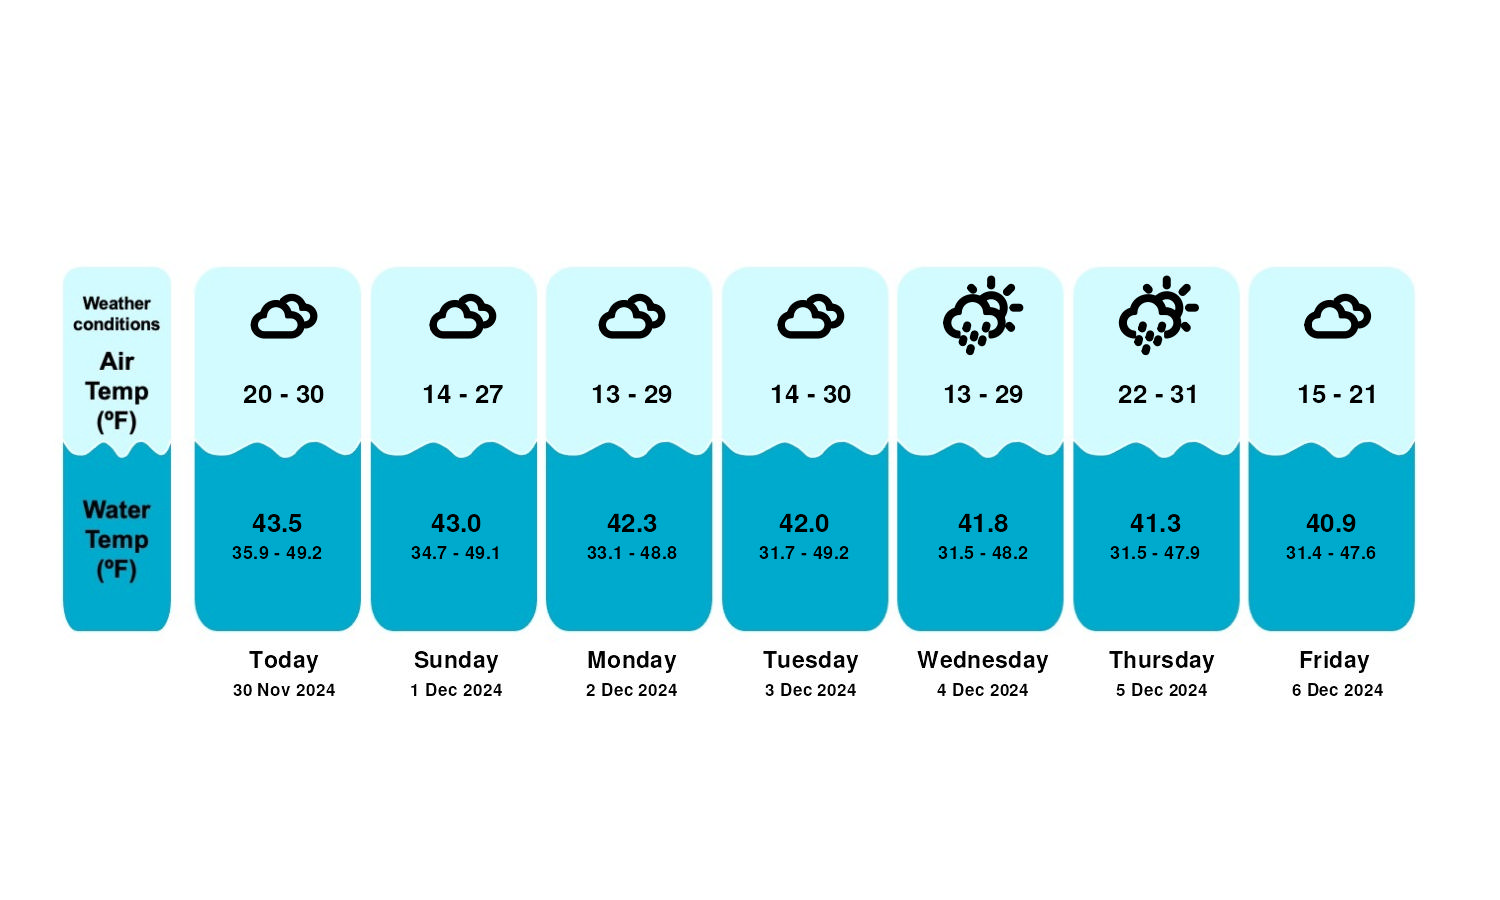 Weather
conditions
Air
Temp
(ºF)
Water
Temp
(ºF)
20 - 30
43.5
35.9 - 49.2
Today
30 Nov 2024
14 - 27
43.0
34.7 - 49.1
Sunday
1 Dec 2024
13 - 29
42.3
33.1 - 48.8
Monday
2 Dec 2024
14 - 30
42.0
31.7 - 49.2
Tuesday
3 Dec 2024
13 - 29
41.8
31.5 - 48.2
Wednesday
4 Dec 2024
22 - 31
41.3
31.5 - 47.9
Thursday
5 Dec 2024
15 - 21
40.9
31.4 - 47.6
Friday
6 Dec 2024